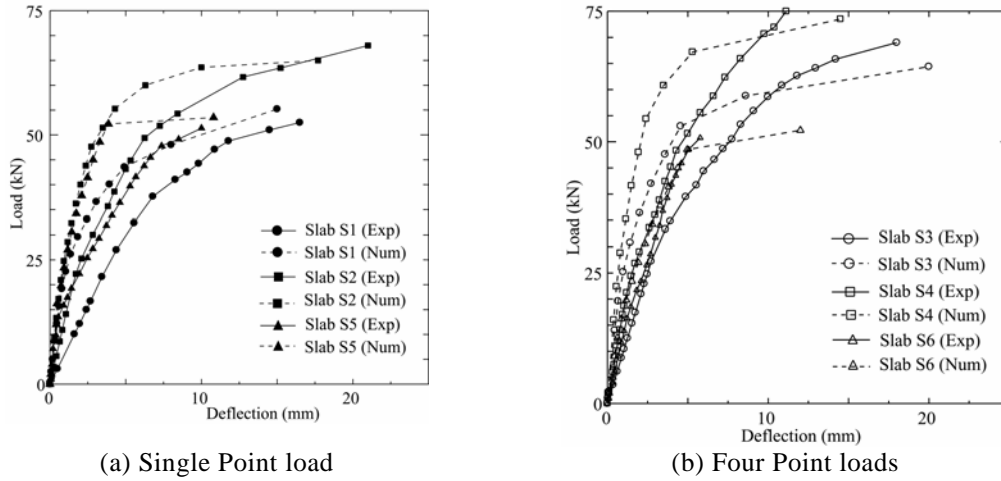 75
50
25
0
0
10
20
Load (kN)
Deflection (mm)
Slab S1 (Exp)
Slab S1 (Num)
Slab S2 (Exp)
Slab S2 (Num)
Slab S5 (Exp)
Slab S5 (Num)
(a) Single Point load
75
50
25
0
0
10
20
Load (kN)
Deflection (mm)
Slab S3 (Exp)
Slab S3 (Num)
Slab S4 (Exp)
Slab S4 (Num)
Slab S6 (Exp)
Slab S6 (Num)
(b) Four Point loads